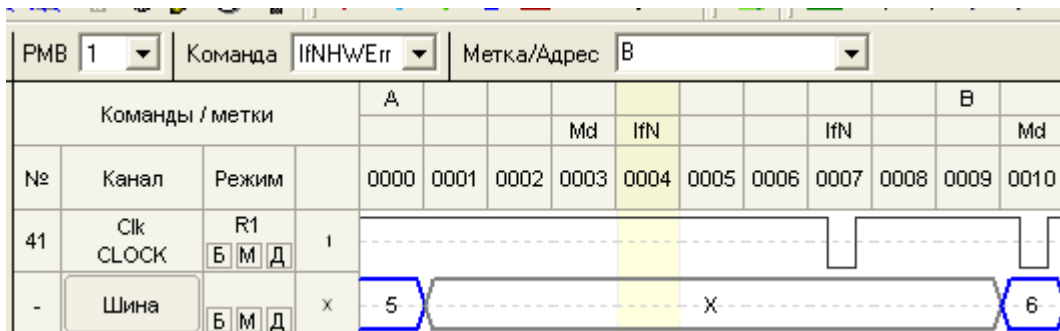 РМВ 1 Команда IfNHWErr Метка/Адрес B
Команды / метки A B
Md IfN IfN Md
№ Канал Режим 0000 0001 0002 0003 0004 0005 0006 0007 0008 0009 0010
Clk R1
41 1
CLOCK Б М Д
- Шина X 5 X 6
Б М Д